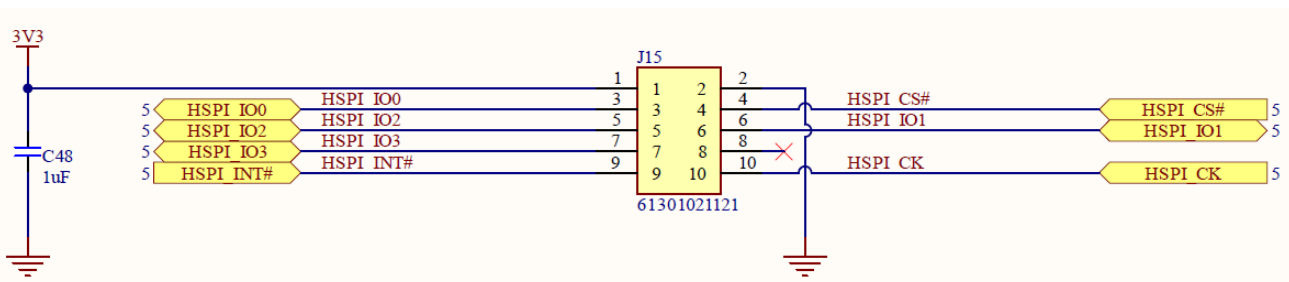 3V3
J15
1 1 2 2
5 HSPI_IO0 HSPI_IO0 3 3 4 4 HSPI_CS# HSPI_CS# 5
5 HSPI_IO2 HSPI_IO2 5 5 6 6 HSPI_IO1 HSPI_IO1 5
5 HSPI_IO3 HSPI_IO3 7 7 8 8
5 HSPI_INT# HSPI_INT# 9 9 10 10 HSPI_CK HSPI_CK 5
C48
1uF
61301021121